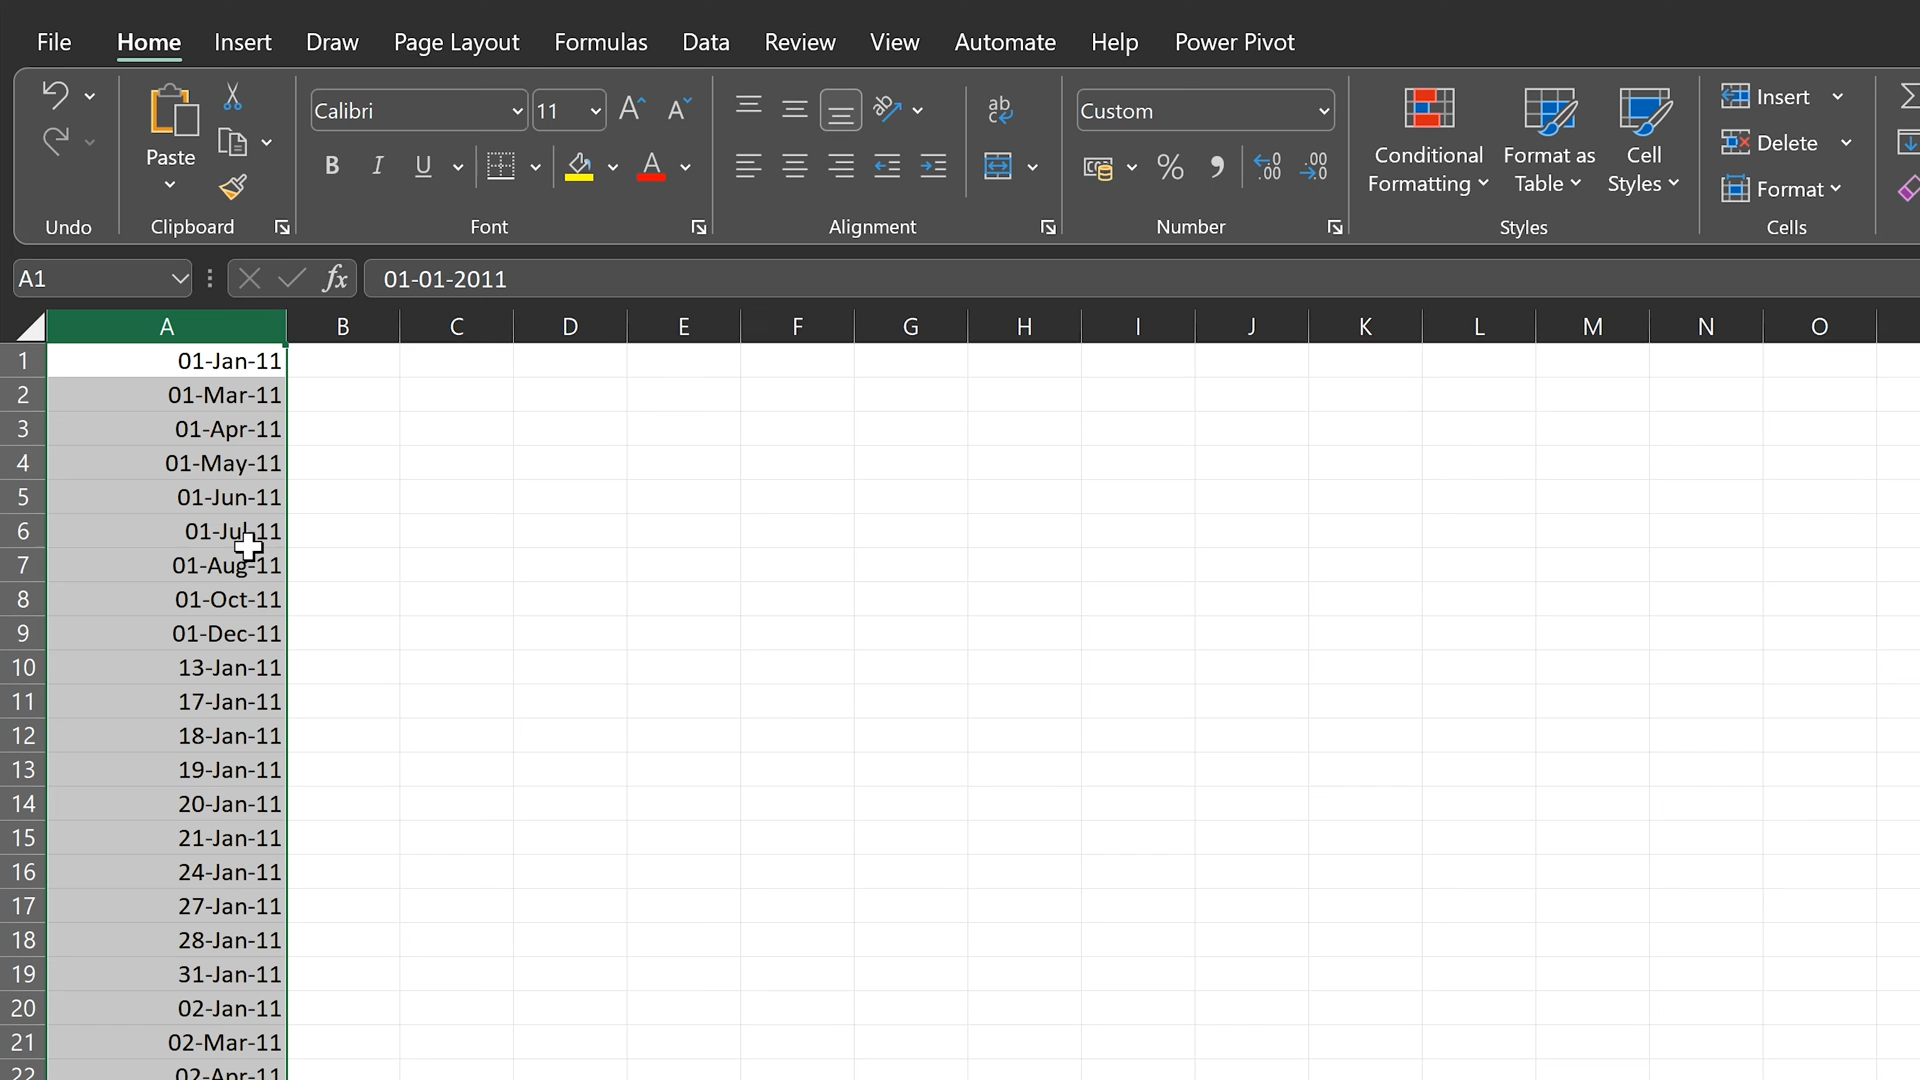 File Home Insert Draw Page Layout Formulas Data Review View Automate Help Power Pivot
Calibri 11 ab Custom Insert
Paste Conditional Formatting Format as Table Cell Styles Delete
B I U A % .00 .00 Format
Undo Clipboard Font Alignment Number Styles Cells
A1 fx 01-01-2011
A B C D E F G H I J K L M N O
1 01-Jan-11
2 01-Mar-11
3 01-Apr-11
4 01-May-11
5 01-Jun-11
6 01-Jul-11
7 01-Aug-11
8 01-Oct-11
9 01-Dec-11
10 13-Jan-11
11 17-Jan-11
12 18-Jan-11
13 19-Jan-11
14 20-Jan-11
15 21-Jan-11
16 24-Jan-11
17 27-Jan-11
18 28-Jan-11
19 31-Jan-11
20 02-Jan-11
21 02-Mar-11
22 02-Apr-11